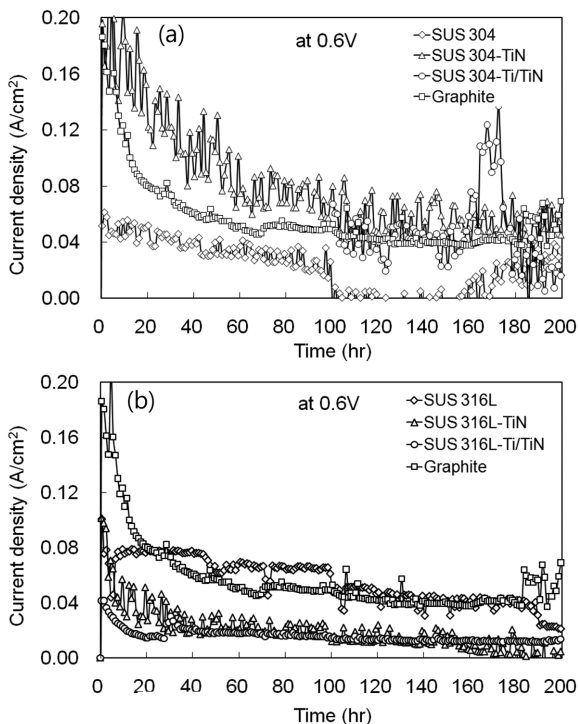 (a)
at 0.6V
SUS 304
SUS 304-TiN
SUS 304-Ti/TiN
Graphite
Current density (A/cm²)
0.20
0.16
0.12
0.08
0.04
0.00
0 20 40 60 80 100 120 140 160 180 200
Time (hr)
(b)
at 0.6V
SUS 316L
SUS 316L-TiN
SUS 316L-Ti/TiN
Graphite
Current density (A/cm²)
0.20
0.16
0.12
0.08
0.04
0.00
0 20 40 60 80 100 120 140 160 180 200
Time (hr)